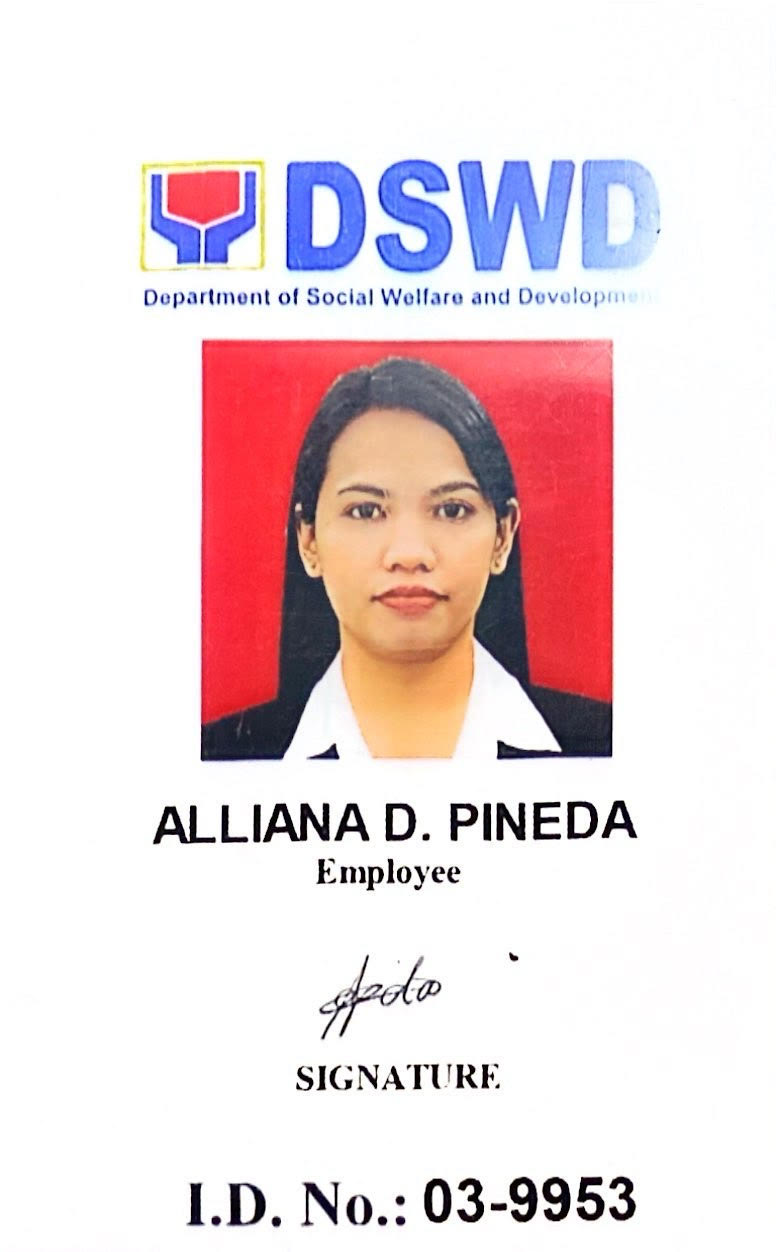 DSWD
Department of Social Welfare and Development
ALLIANA D. PINEDA
Employee
SIGNATURE
I.D. No.: 03-9953